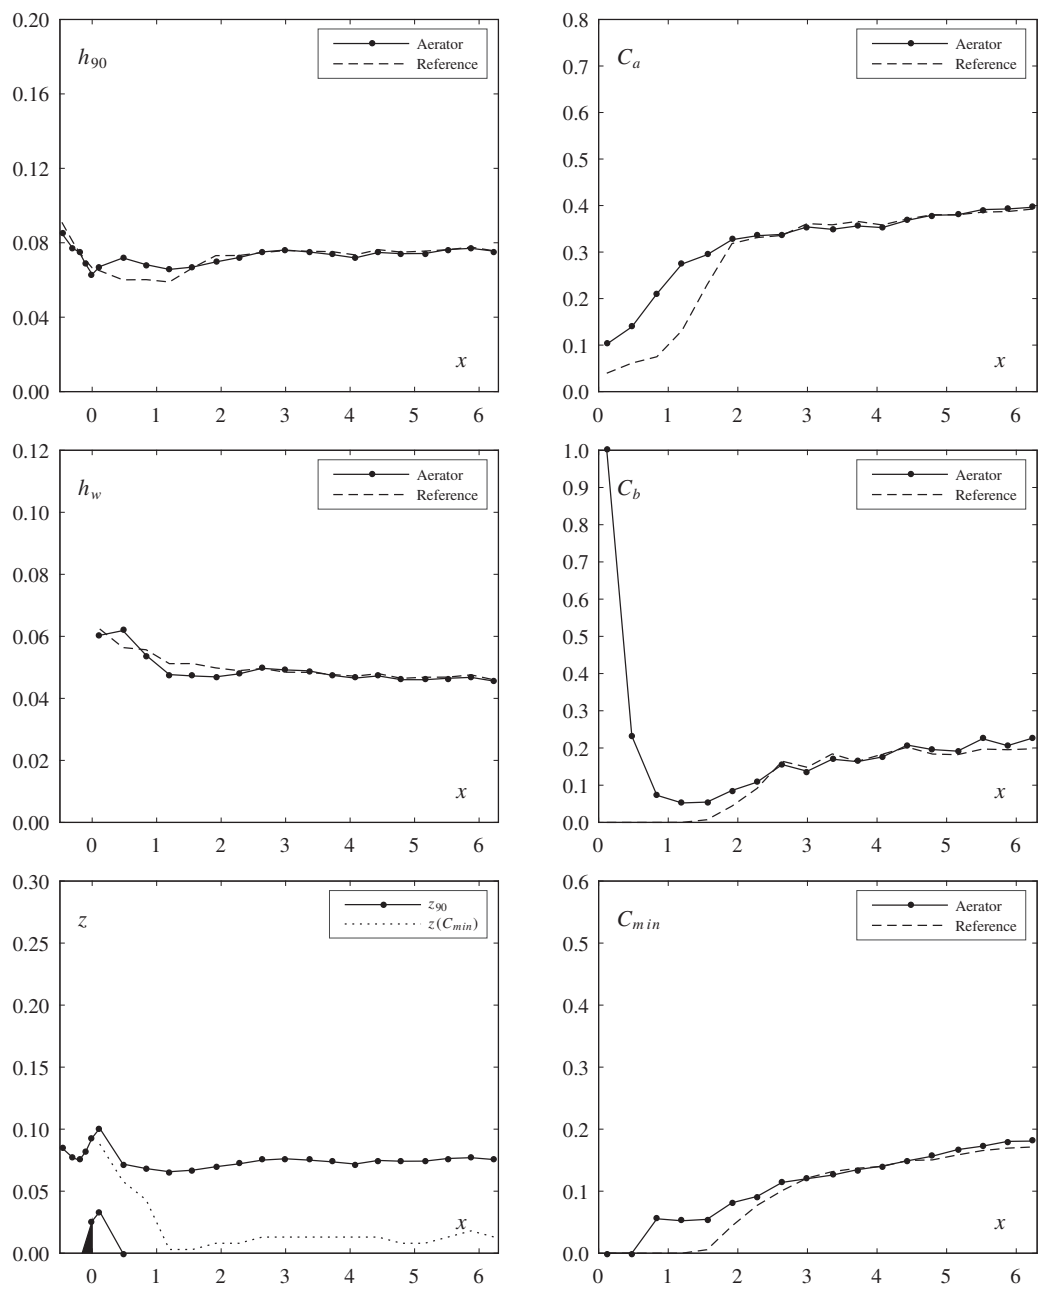 0.20
0.16
0.12
0.08
0.04
0.00
h90
Aerator
Reference
x
0 1 2 3 4 5 6
0.8
0.7
0.6
0.5
0.4
0.3
0.2
0.1
0.0
Ca
Aerator
Reference
x
0 1 2 3 4 5 6
0.12
0.10
0.08
0.06
0.04
0.02
0.00
hw
Aerator
Reference
x
0 1 2 3 4 5 6
1.0
0.9
0.8
0.7
0.6
0.5
0.4
0.3
0.2
0.1
0.0
Cb
Aerator
Reference
x
0 1 2 3 4 5 6
0.30
0.25
0.20
0.15
0.10
0.05
0.00
z
z90
z(Cmin)
x
0 1 2 3 4 5 6
0.6
0.5
0.4
0.3
0.2
0.1
0.0
Cmin
Aerator
Reference
x
0 1 2 3 4 5 6